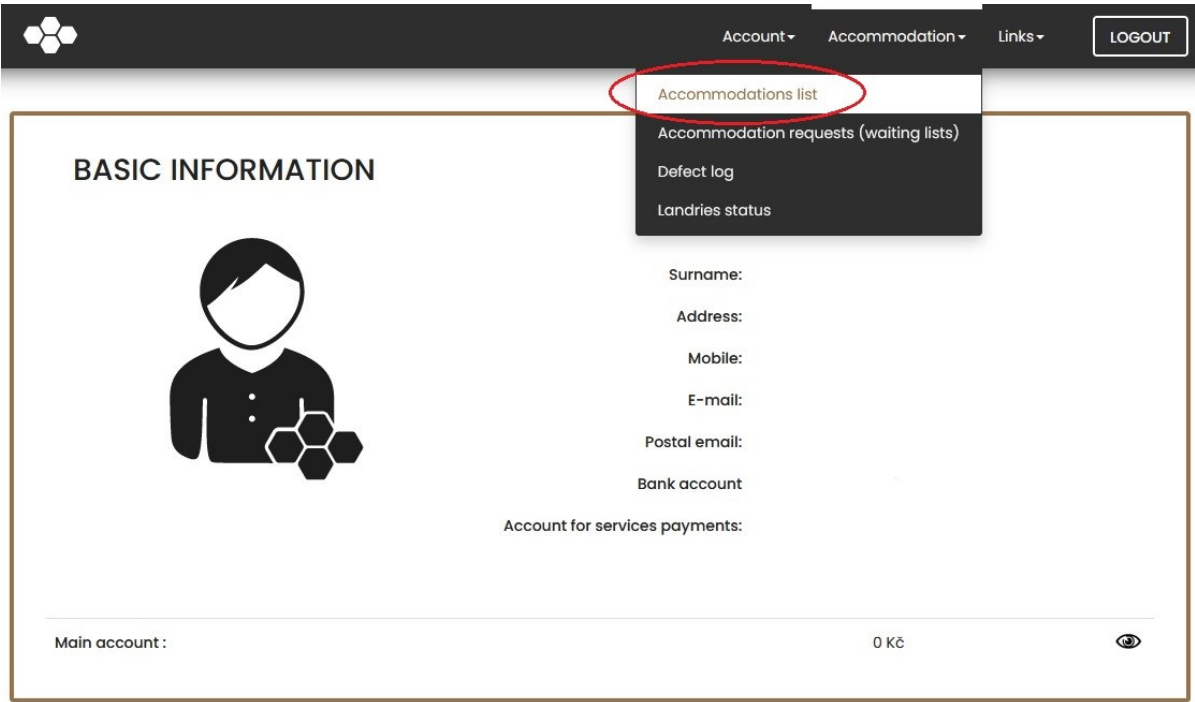 Account
Accommodation
Links
LOGOUT
Accommodations list
Accommodation requests (waiting lists)
Defect log
Landries status
BASIC INFORMATION
Surname:
Address:
Mobile:
E-mail:
Postal email:
Bank account
Account for services payments:
Main account :
0 Kč